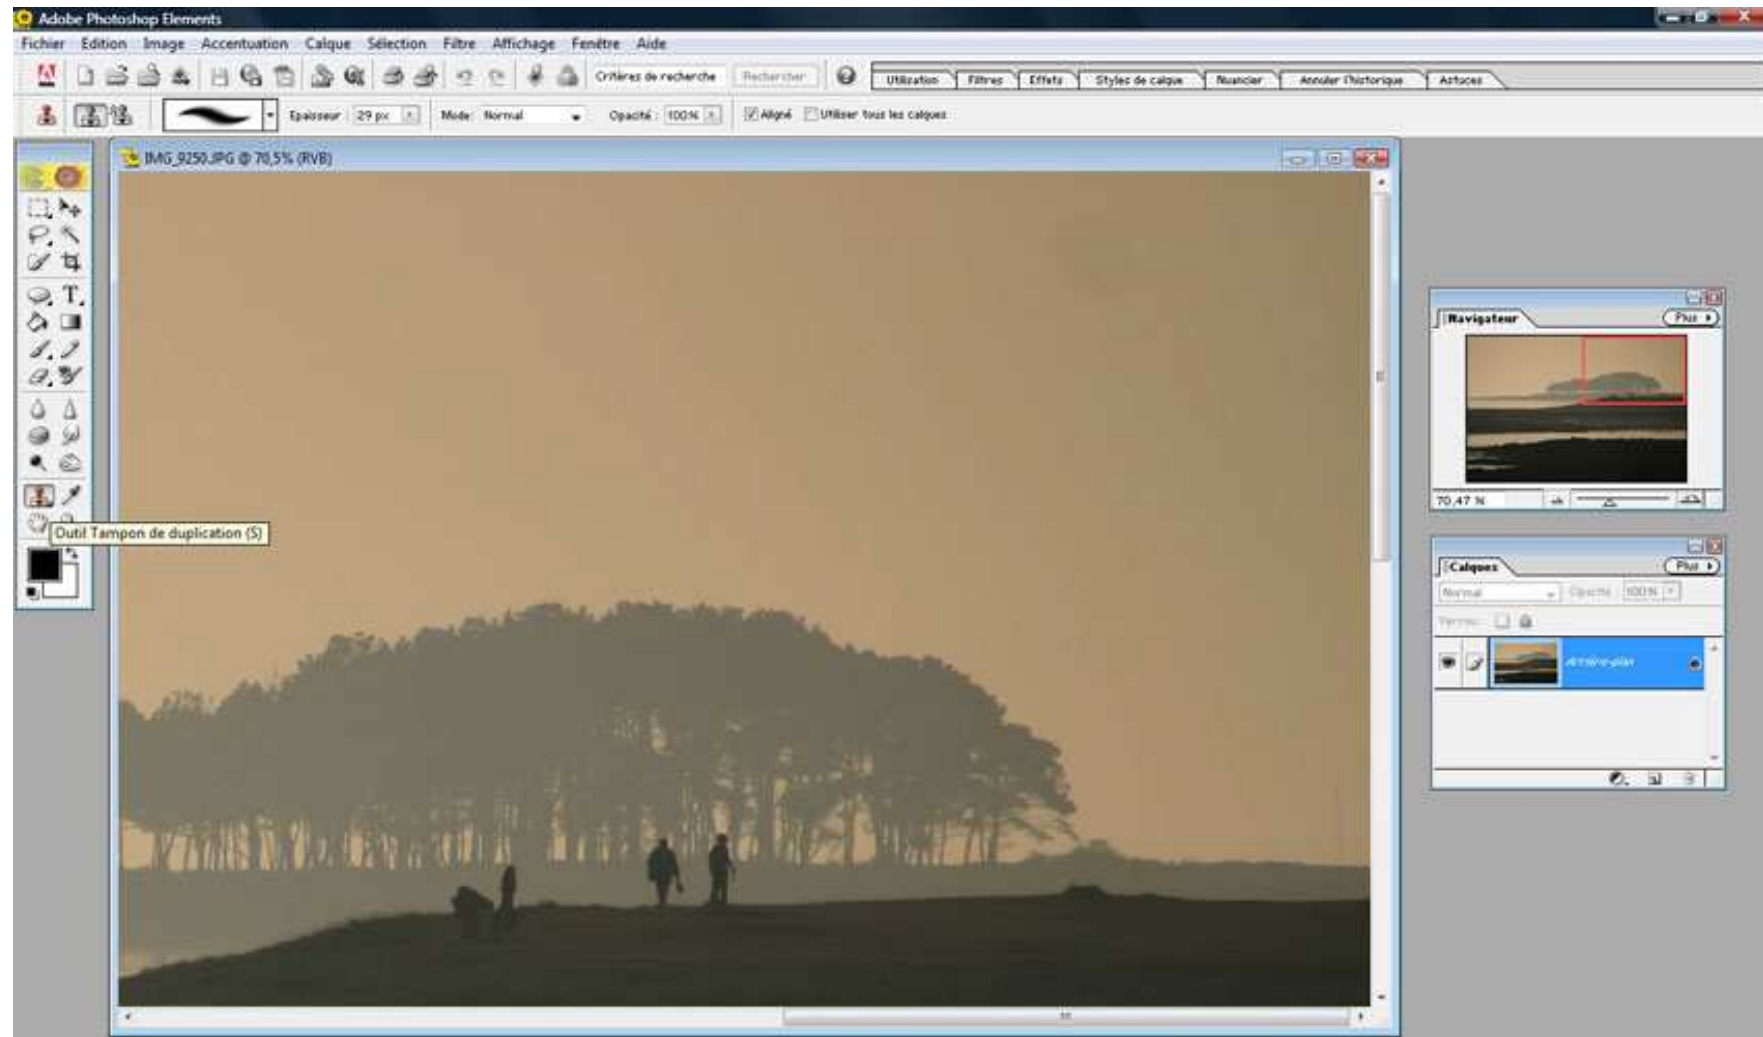 Adobe Photoshop Elements
Fichier Edition Image Accentuation Calque Sélection Filtre Affichage Fenêtre Aide
Critères de recherche Rechercher Utilisation Filtres Effets Styles de calque Nuancier Annuler l'historique Astuces
Epaisseur : 29 px Mode: Normal Opacité : 100% Aligné Utiliser tous les calques
IMG_9250.JPG @ 70,5% (RVB)
T
Outil Tampon de duplication (S)
Navigateur Plus
70,47 %
Calques Plus
Normal Opacité : 100%
Verrou :
Arrière-plan